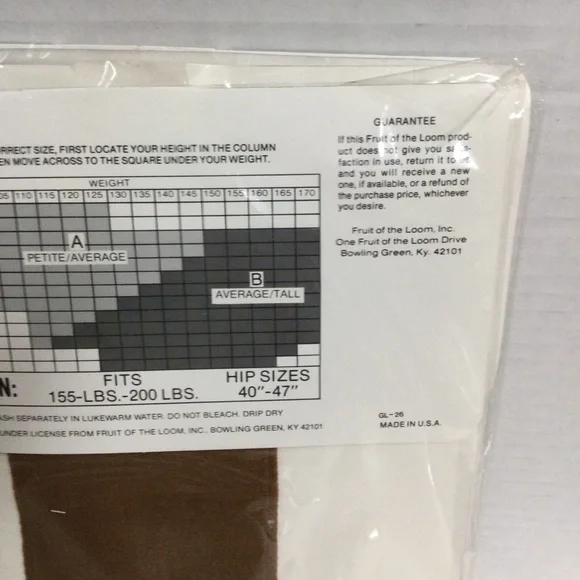 RRECT SIZE, FIRST LOCATE YOUR HEIGHT IN THE COLUMN
EN MOVE ACROSS TO THE SQUARE UNDER YOUR WEIGHT.
WEIGHT
05 110 115 120 125 130 135 140 145 150 155 160 165 170
A
PETITE/AVERAGE
B
AVERAGE/TALL
N:
FITS
155-LBS.-200 LBS.
HIP SIZES
40"-47"
ASH SEPARATELY IN LUKEWARM WATER. DO NOT BLEACH. DRIP DRY
UNDER LICENSE FROM FRUIT OF THE LOOM, INC., BOWLING GREEN, KY 42101
GUARANTEE
If this Fruit of the Loom prod-
uct does not give you satis-
faction in use, return it to us
and you will receive a new
one, if available, or a refund of
the purchase price, whichever
you desire.
Fruit of the Loom, Inc.
One Fruit of the Loom Drive
Bowling Green, Ky. 42101
GL-26
MADE IN U.S.A.